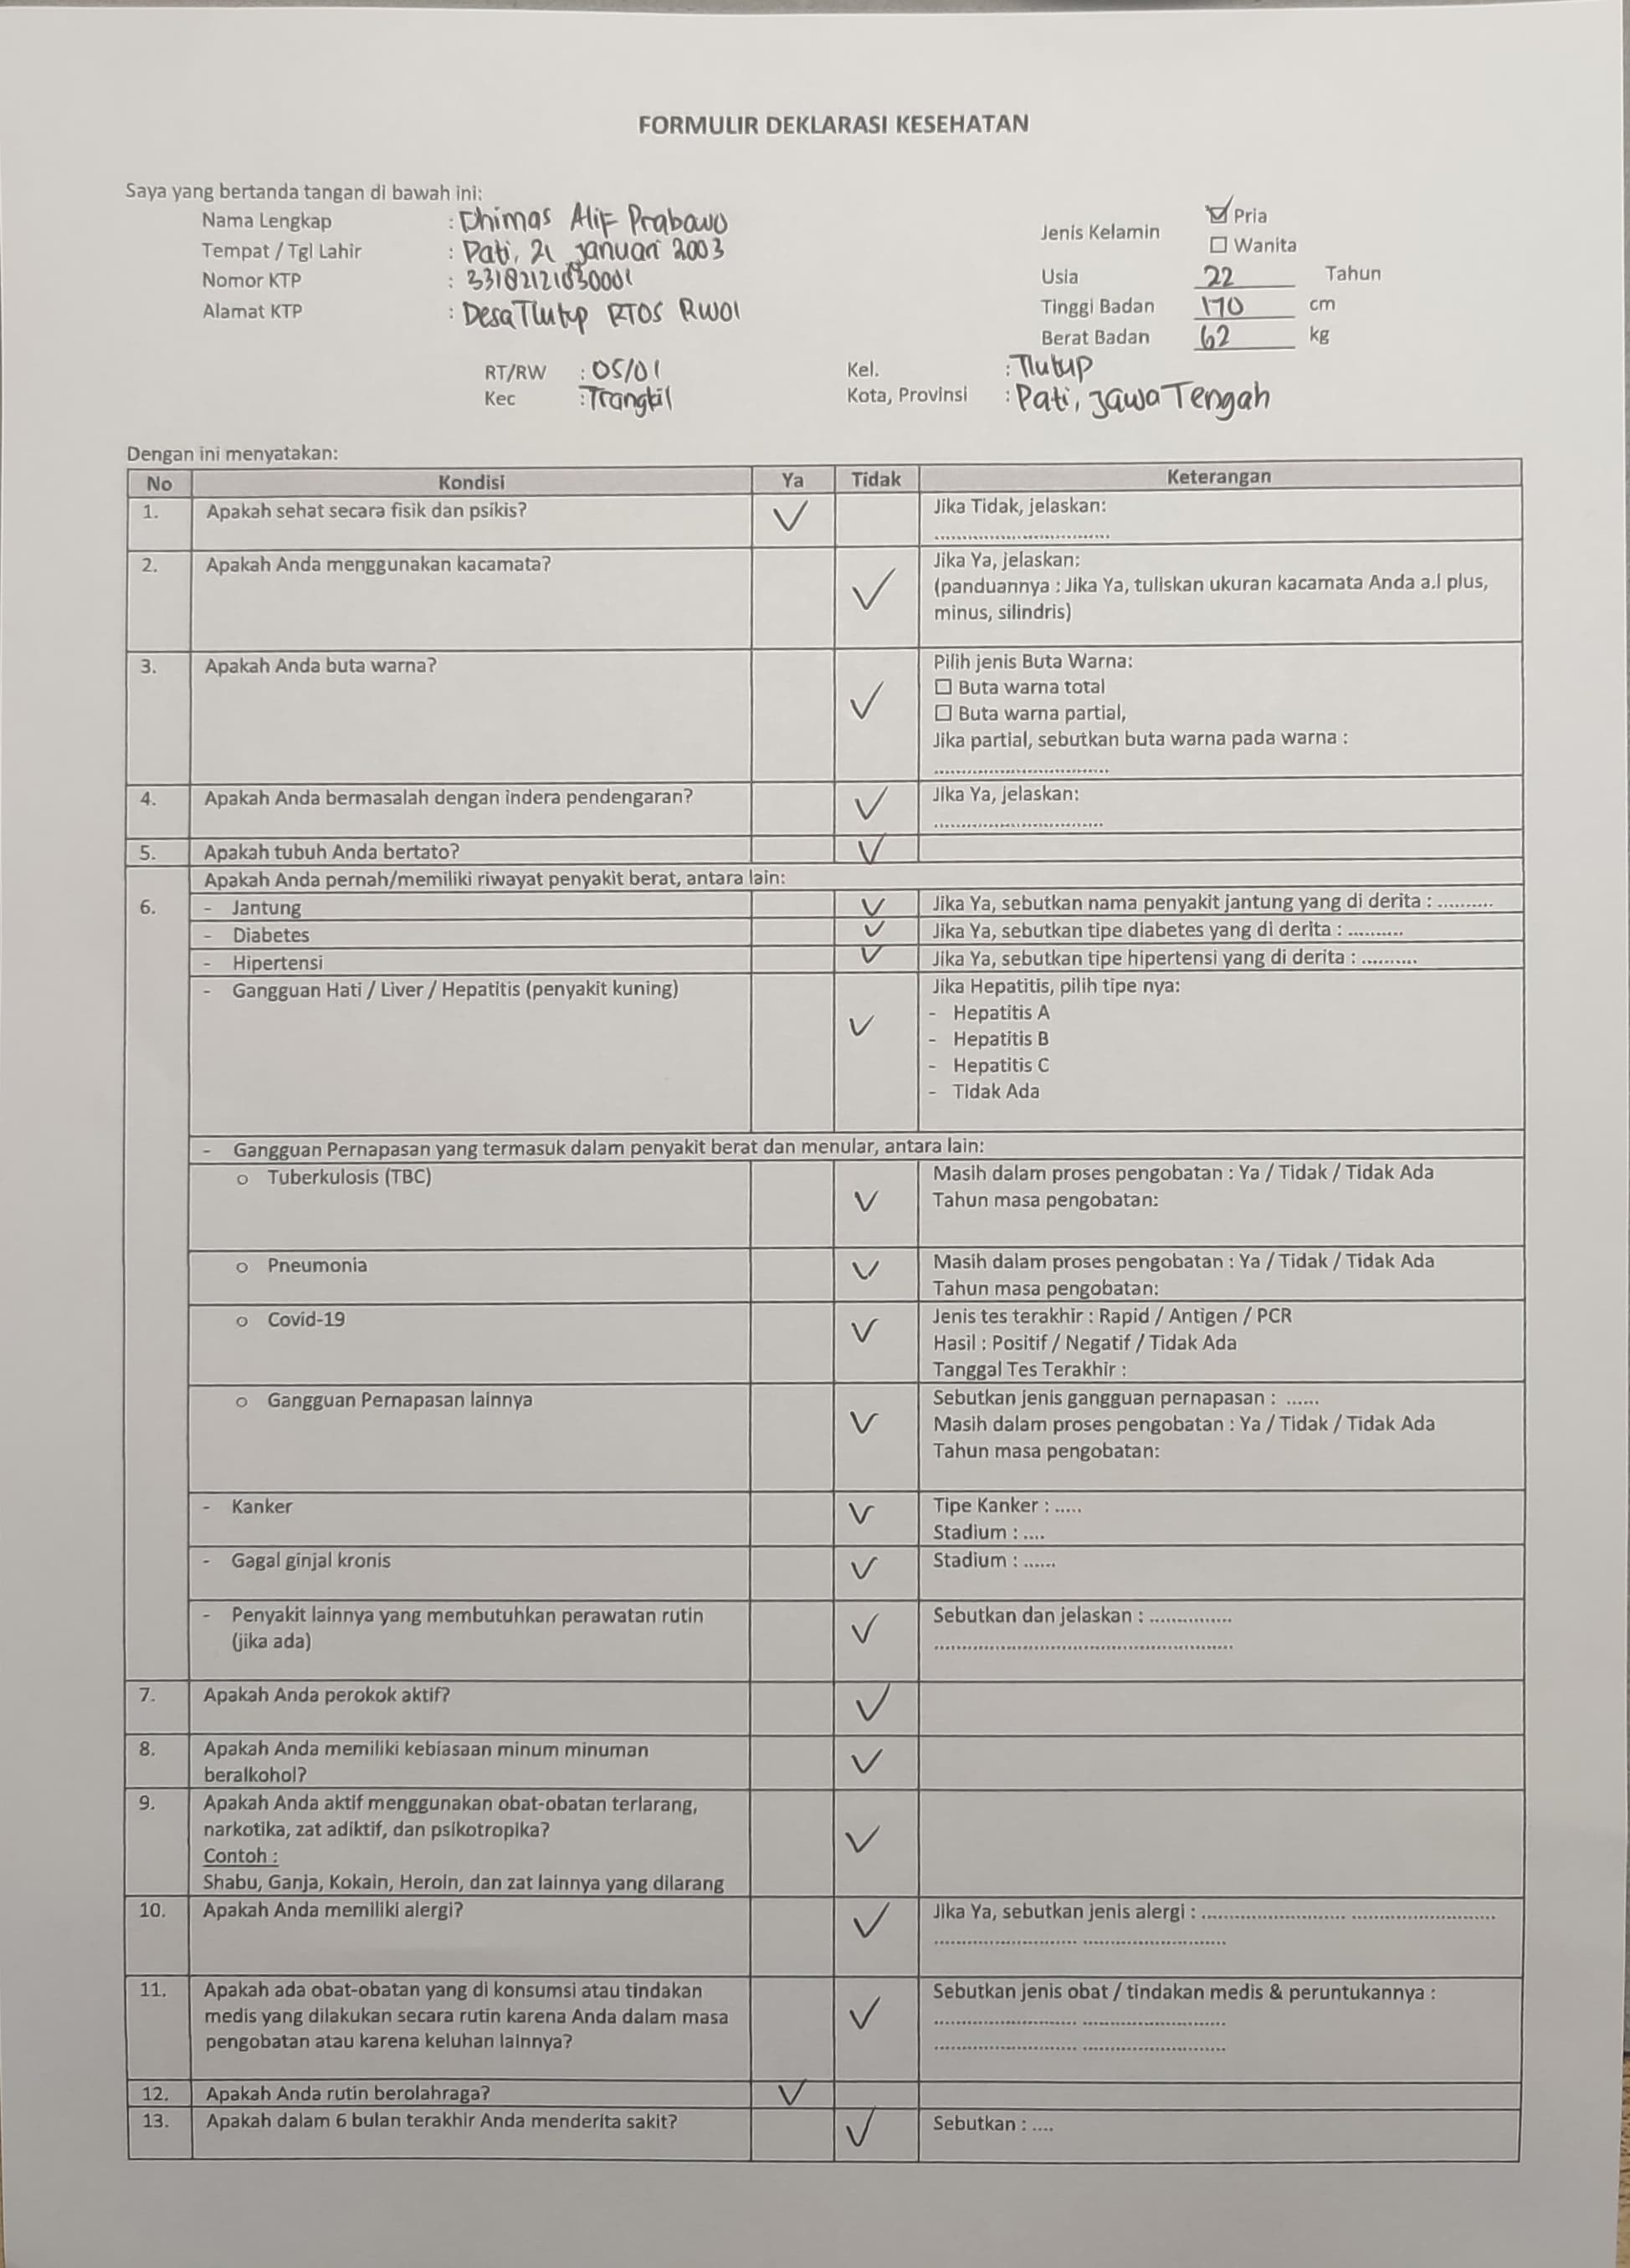 FORMULIR DEKLARASI KESEHATAN
Saya yang bertanda tangan di bawah ini:
Nama Lengkap : Dhimas Alif Prabowo
Tempat / Tgl Lahir : Pati, 21 Januari 2003
Nomor KTP :
Alamat KTP : Desa Tlutup RT05 RW01
Jenis Kelamin ☑ Pria
☐ Wanita
Usia 22 Tahun
Tinggi Badan 170 cm
Berat Badan 62 kg
RT/RW : 05/01 Kel. : Tlutup
Kec : Trangkil Kota, Provinsi : Pati, Jawa Tengah
Dengan ini menyatakan:
No Kondisi Ya Tidak Keterangan
1. Apakah sehat secara fisik dan psikis? ✓ Jika Tidak, jelaskan:
..............................
2. Apakah Anda menggunakan kacamata? ✓ Jika Ya, jelaskan:
(panduannya : Jika Ya, tuliskan ukuran kacamata Anda a.l plus,
minus, silindris)
3. Apakah Anda buta warna? ✓ Pilih jenis Buta Warna:
☐ Buta warna total
☐ Buta warna partial,
Jika partial, sebutkan buta warna pada warna :
..............................
4. Apakah Anda bermasalah dengan indera pendengaran? ✓ Jika Ya, jelaskan:
..............................
5. Apakah tubuh Anda bertato? ✓
6. Apakah Anda pernah/memiliki riwayat penyakit berat, antara lain:
- Jantung ✓ Jika Ya, sebutkan nama penyakit jantung yang di derita : ..........
- Diabetes ✓ Jika Ya, sebutkan tipe diabetes yang di derita : ..........
- Hipertensi ✓ Jika Ya, sebutkan tipe hipertensi yang di derita : ..........
- Gangguan Hati / Liver / Hepatitis (penyakit kuning) ✓ Jika Hepatitis, pilih tipe nya:
- Hepatitis A
- Hepatitis B
- Hepatitis C
- Tidak Ada
- Gangguan Pernapasan yang termasuk dalam penyakit berat dan menular, antara lain:
o Tuberkulosis (TBC) ✓ Masih dalam proses pengobatan : Ya / Tidak / Tidak Ada
Tahun masa pengobatan:
o Pneumonia ✓ Masih dalam proses pengobatan : Ya / Tidak / Tidak Ada
Tahun masa pengobatan:
o Covid-19 ✓ Jenis tes terakhir : Rapid / Antigen / PCR
Hasil : Positif / Negatif / Tidak Ada
Tanggal Tes Terakhir :
o Gangguan Pernapasan lainnya ✓ Sebutkan jenis gangguan pernapasan : ......
Masih dalam proses pengobatan : Ya / Tidak / Tidak Ada
Tahun masa pengobatan:
- Kanker ✓ Tipe Kanker : .....
Stadium : ....
- Gagal ginjal kronis ✓ Stadium : ......
- Penyakit lainnya yang membutuhkan perawatan rutin ✓ Sebutkan dan jelaskan : ...............
(jika ada) ..................................................
7. Apakah Anda perokok aktif? ✓
8. Apakah Anda memiliki kebiasaan minum minuman ✓
beralkohol?
9. Apakah Anda aktif menggunakan obat-obatan terlarang,
narkotika, zat adiktif, dan psikotropika? ✓
Contoh :
Shabu, Ganja, Kokain, Heroin, dan zat lainnya yang dilarang
10. Apakah Anda memiliki alergi? ✓ Jika Ya, sebutkan jenis alergi : ......................... .........................
......................... .........................
11. Apakah ada obat-obatan yang di konsumsi atau tindakan Sebutkan jenis obat / tindakan medis & peruntukannya :
medis yang dilakukan secara rutin karena Anda dalam masa ✓ ......................... .........................
pengobatan atau karena keluhan lainnya? ......................... .........................
12. Apakah Anda rutin berolahraga? ✓
13. Apakah dalam 6 bulan terakhir Anda menderita sakit? ✓ Sebutkan : ....